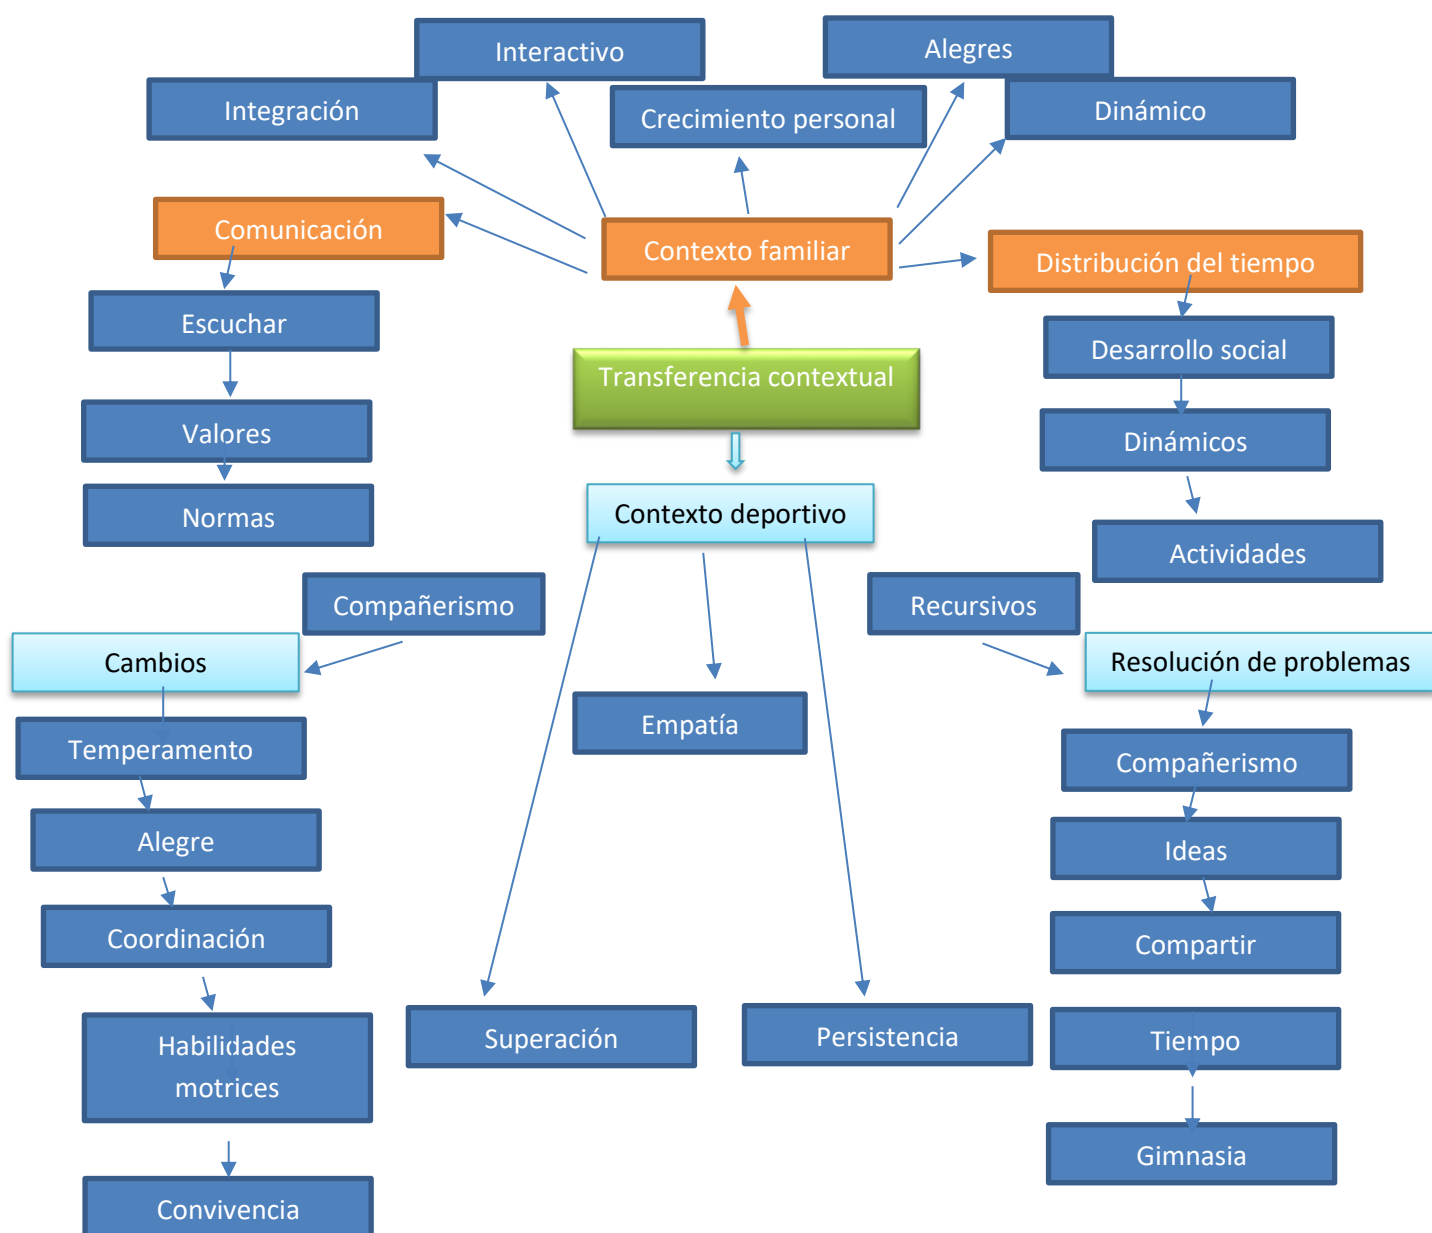 Interactivo
Alegres
Integración
Crecimiento personal
Dinámico
Comunicación
Contexto familiar
Distribución del tiempo
Escuchar
Desarrollo social
Transferencia contextual
Valores
Dinámicos
Normas
Contexto deportivo
Actividades
Compañerismo
Recursivos
Cambios
Resolución de problemas
Empatía
Temperamento
Compañerismo
Alegre
Ideas
Coordinación
Compartir
Habilidades
motrices
Superación
Persistencia
Tiempo
Gimnasia
Convivencia